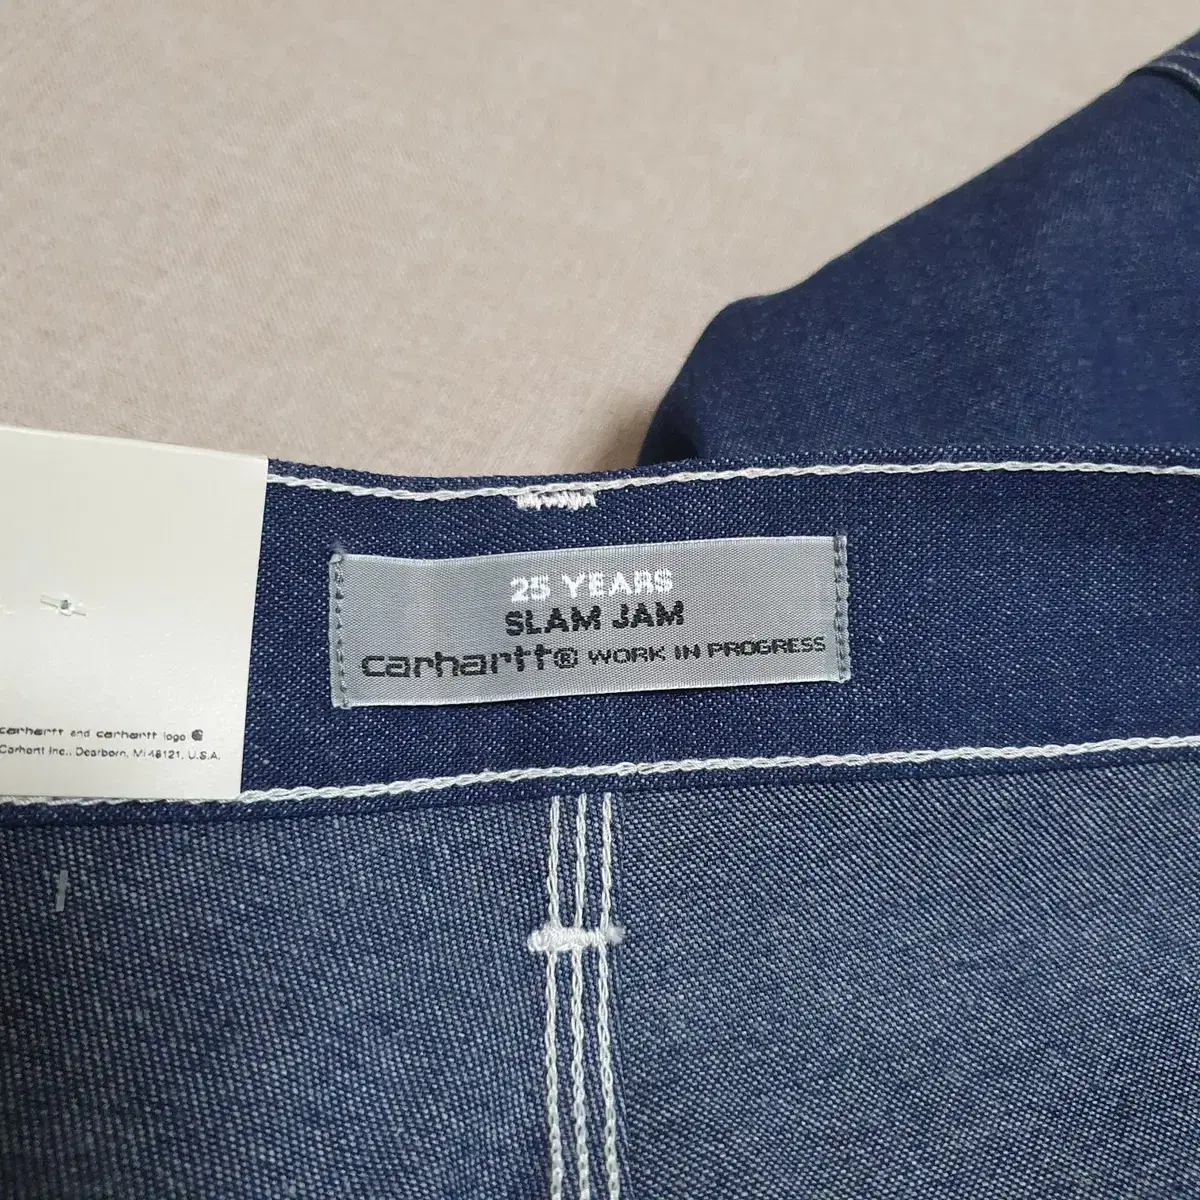 25 YEARS
SLAM JAM
carhartt® WORK IN PROGRESS
carhartt and carhartt logo
Carhartt Inc., Dearborn, MI 48121, U.S.A.